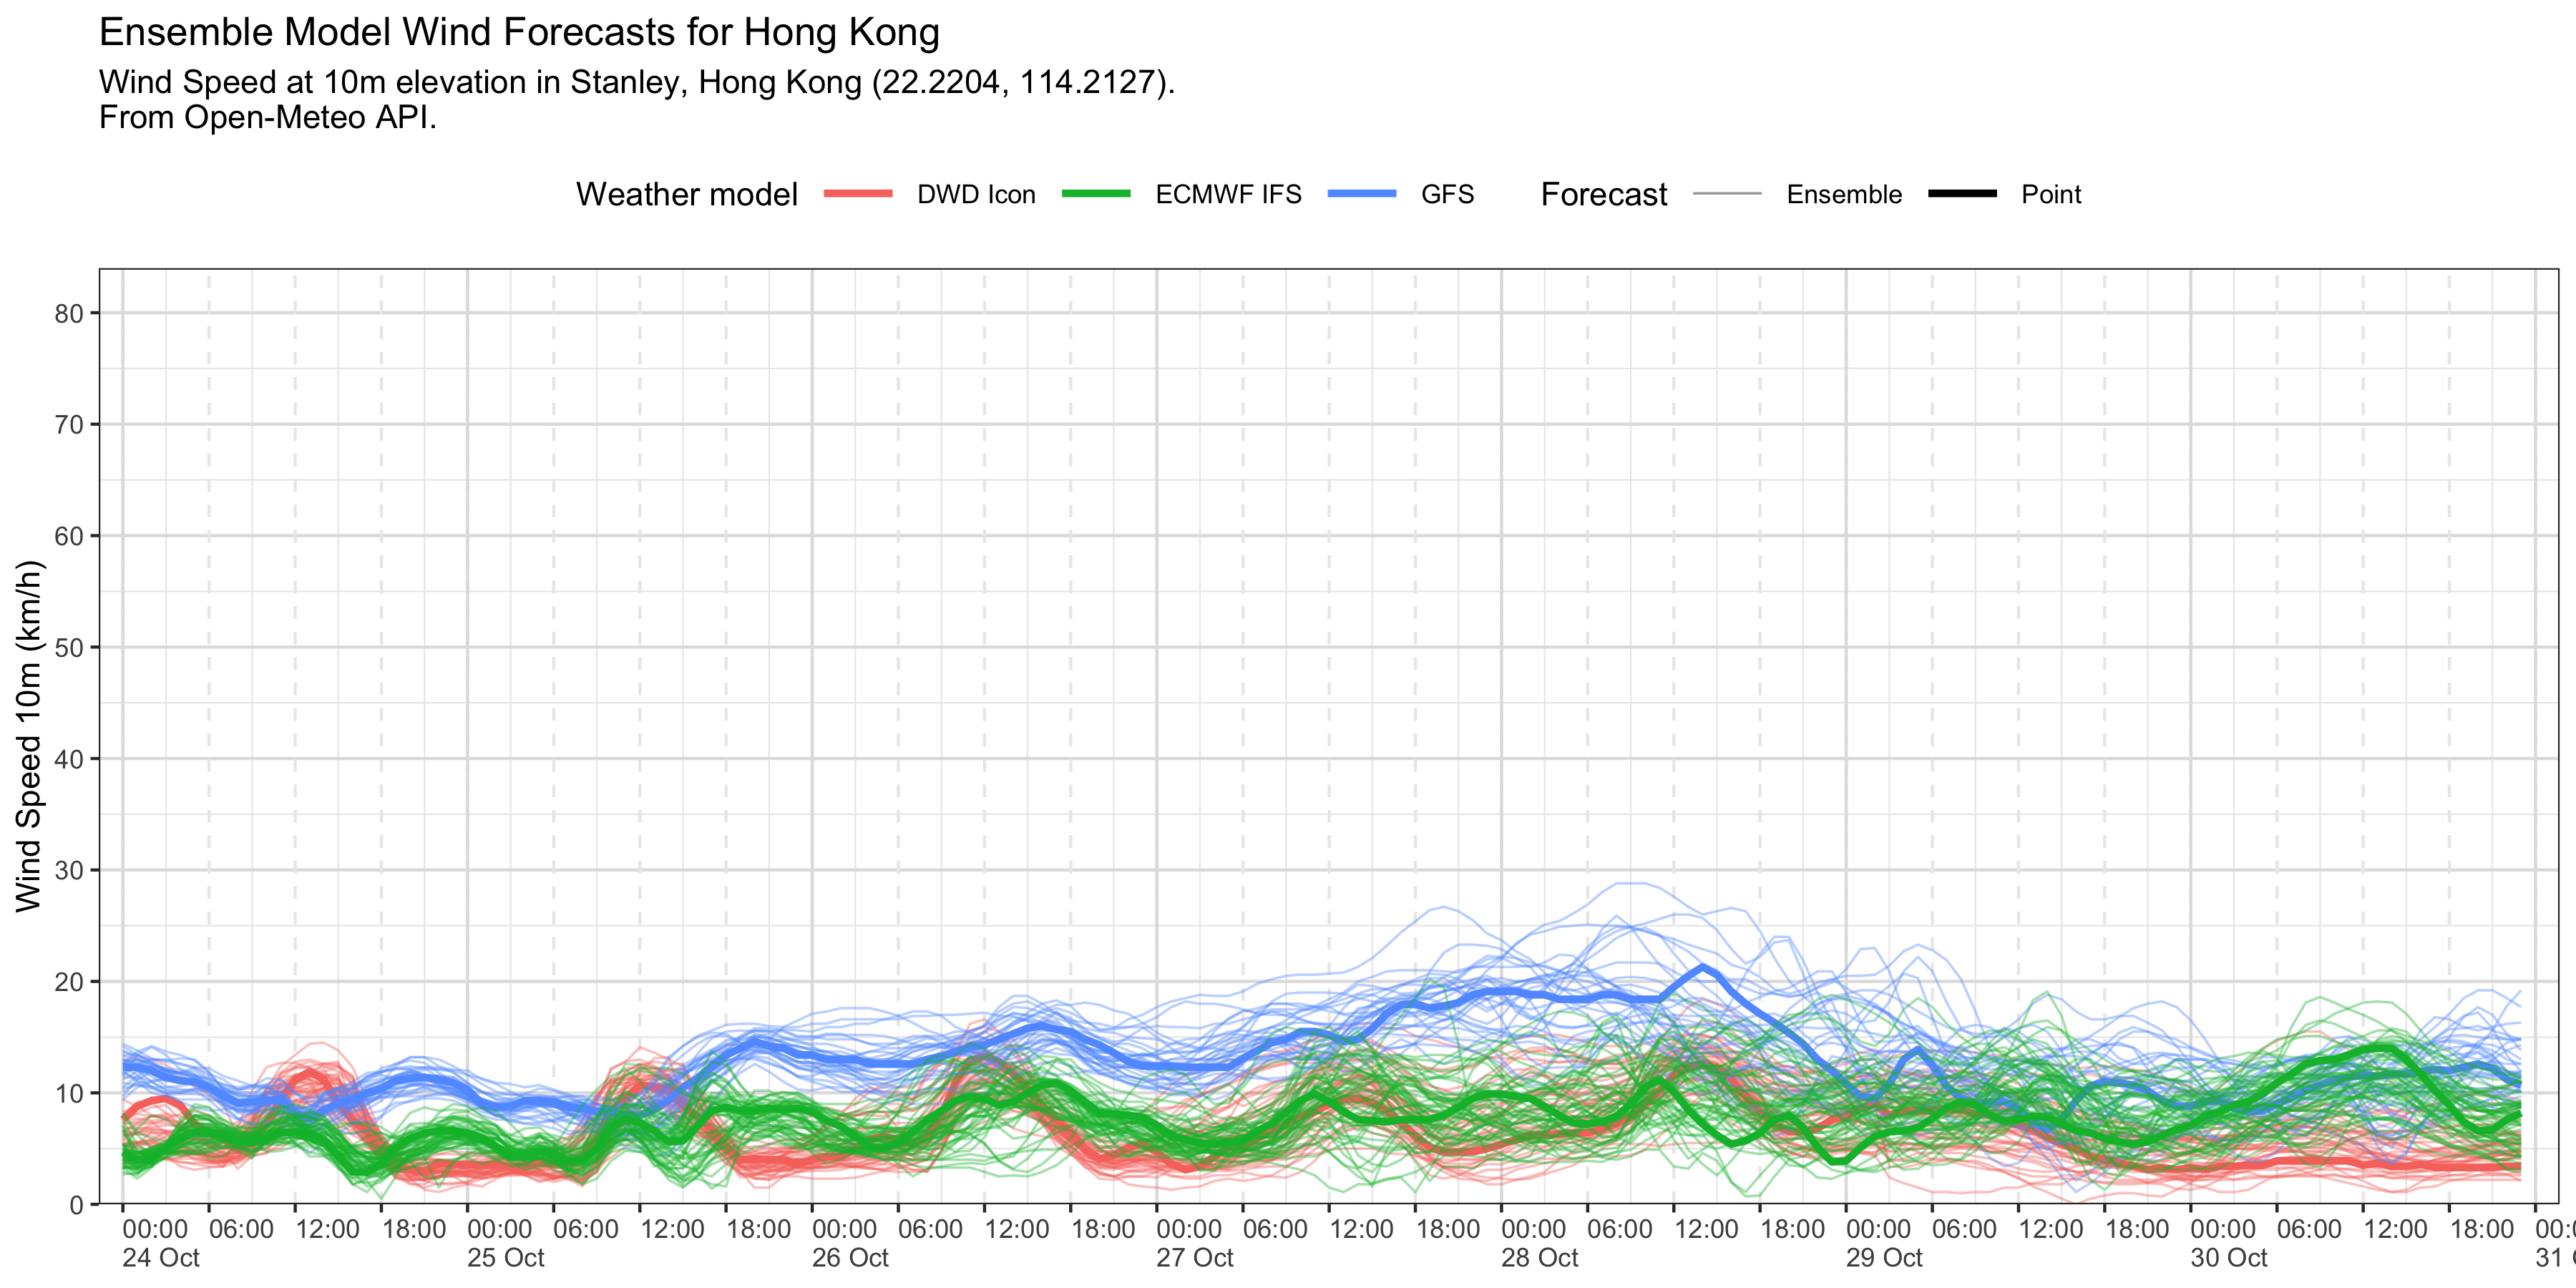 Ensemble Model Wind Forecasts for Hong Kong
Wind Speed at 10m elevation in Stanley, Hong Kong (22.2204, 114.2127).
From Open-Meteo API.
Weather model DWD Icon ECMWF IFS GFS Forecast Ensemble Point
Wind Speed 10m (km/h)
80
70
60
50
40
30
20
10
0
00:00 06:00 12:00 18:00 00:00 06:00 12:00 18:00 00:00 06:00 12:00 18:00 00:00 06:00 12:00 18:00 00:00 06:00 12:00 18:00 00:00 06:00 12:00 18:00 00:00 06:00 12:00 18:00 00:0
24 Oct 25 Oct 26 Oct 27 Oct 28 Oct 29 Oct 30 Oct 31